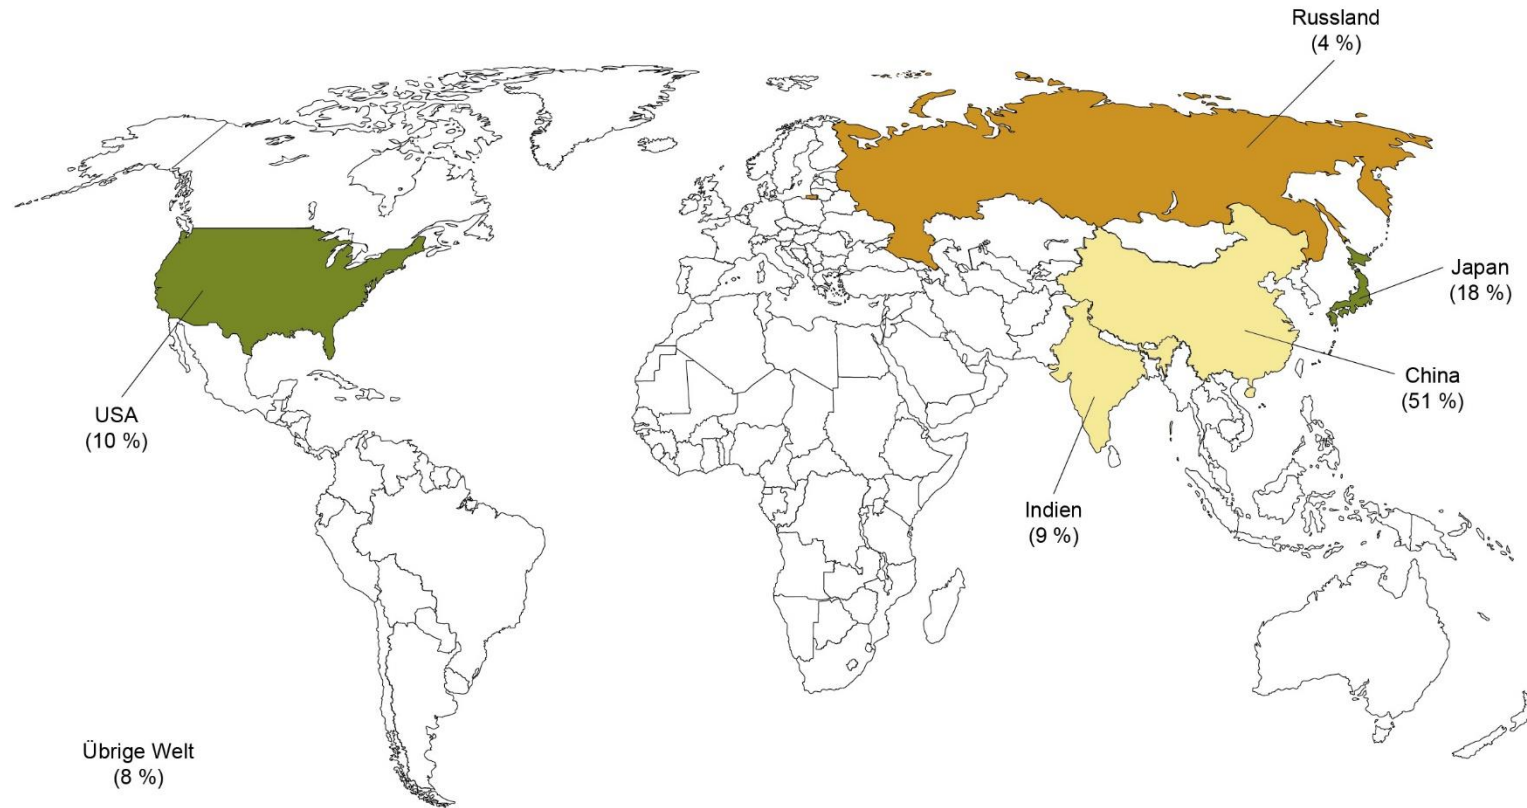 Russland
(4 %)
Japan
(18 %)
China
(51 %)
USA
(10 %)
Indien
(9 %)
Übrige Welt
(8 %)